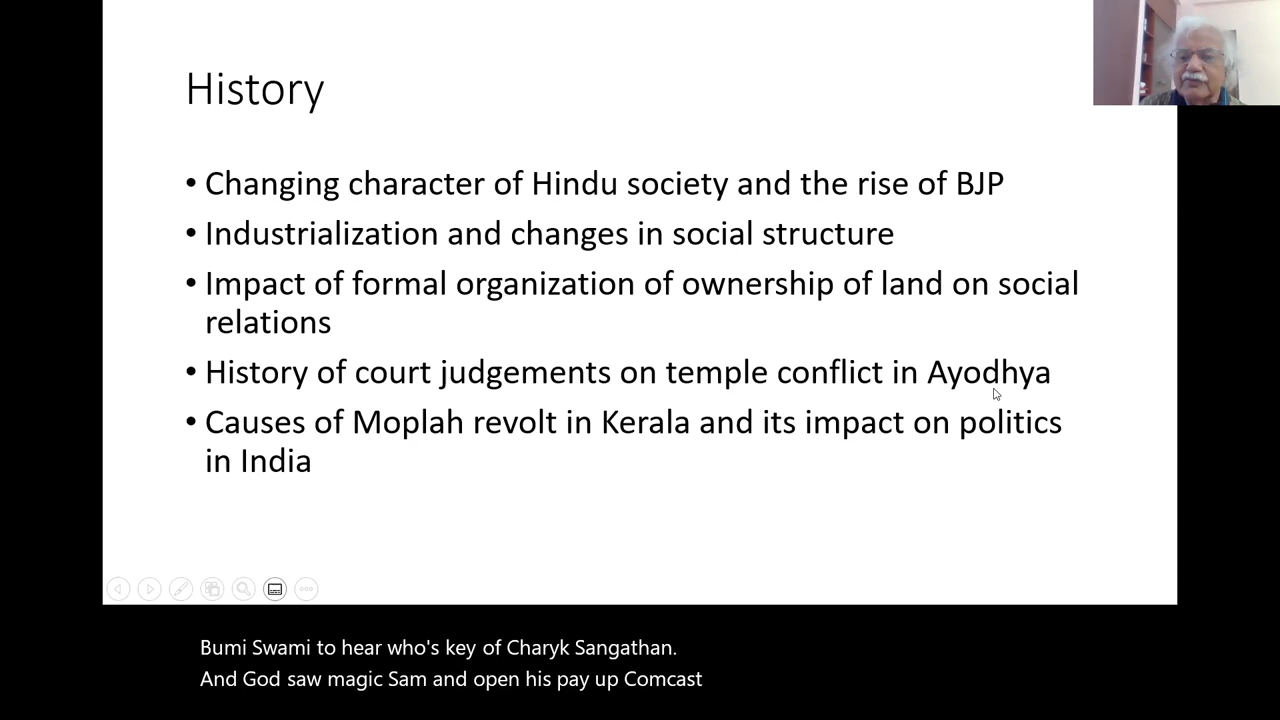 History
• Changing character of Hindu society and the rise of BJP
• Industrialization and changes in social structure
• Impact of formal organization of ownership of land on social
relations
• History of court judgements on temple conflict in Ayodhya
• Causes of Moplah revolt in Kerala and its impact on politics
in India
Bumi Swami to hear who's key of Charyk Sangathan.
And God saw magic Sam and open his pay up Comcast